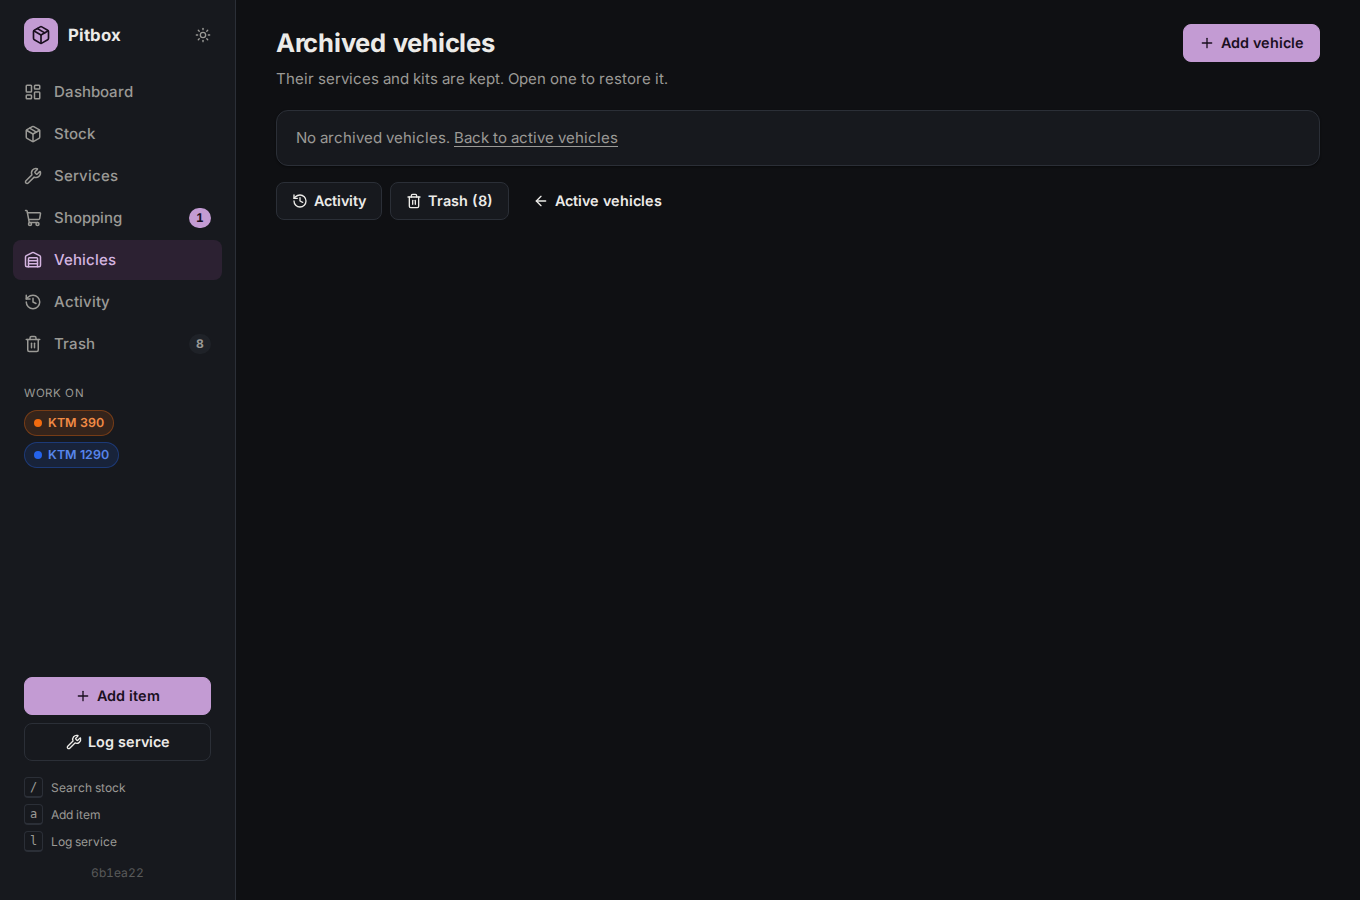 Pitbox
Dashboard
Stock
Services
Shopping 1
Vehicles
Activity
Trash 8
WORK ON
KTM 390
KTM 1290
Add item
Log service
/ Search stock
a Add item
l Log service
6b1ea22
Archived vehicles
Add vehicle
Their services and kits are kept. Open one to restore it.
No archived vehicles. Back to active vehicles
Activity Trash (8) Active vehicles